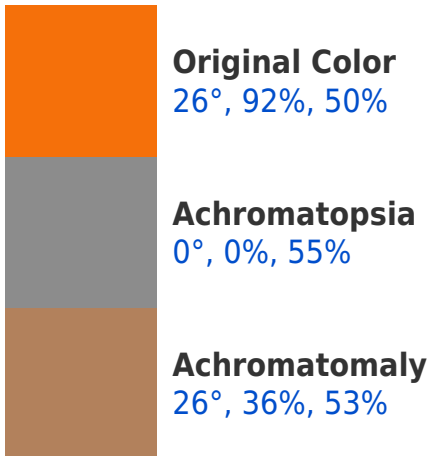 Original Color
26°, 92%, 50%
Achromatopsia
0°, 0%, 55%
Achromatomaly
26°, 36%, 53%